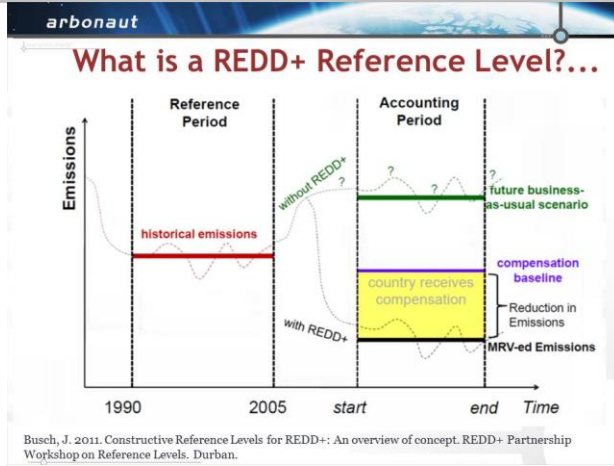 arbonaut
What is a REDD+ Reference Level?...
Reference
Period
Accounting
Period
Emissions
without REDD+
?
?
?
?
future business-
as-usual scenario
historical emissions
compensation
baseline
country receives
compensation
Reduction in
Emissions
with REDD+
MRV-ed Emissions
1990
2005
start
end
Time
Busch, J. 2011. Constructive Reference Levels for REDD+: An overview of concept. REDD+ Partnership
Workshop on Reference Levels. Durban.